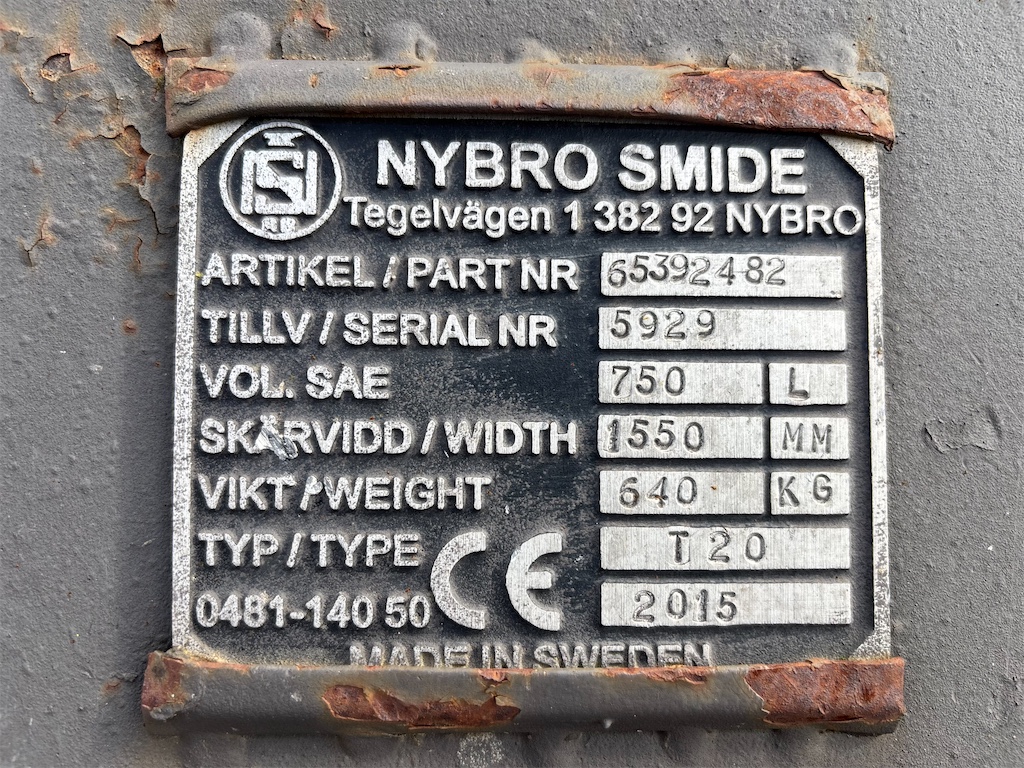 NYBRO SMIDE
Tegelvägen 1 382 92 NYBRO
ARTIKEL / PART NR 65392482
TILLV / SERIAL NR 5929
VOL. SAE 750 L
SKÄRVIDD / WIDTH 1550 MM
VIKT / WEIGHT 640 KG
TYP / TYPE CE T20
0481-140 50 2015
MADE IN SWEDEN